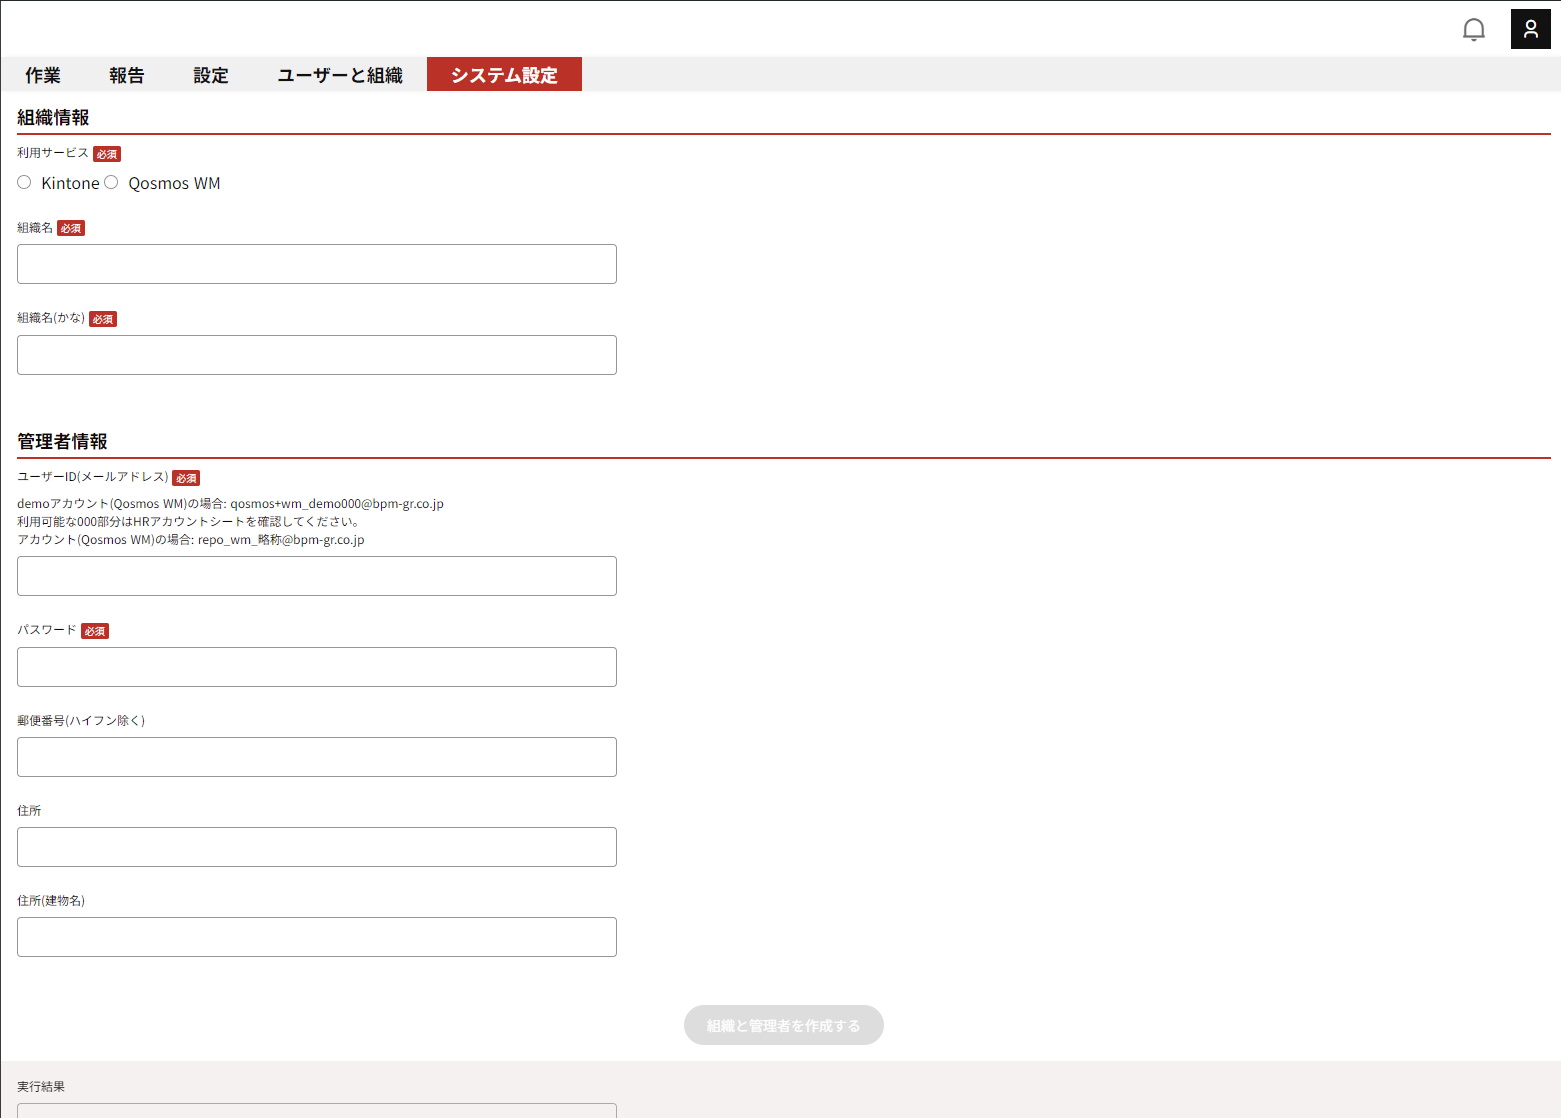 作業 報告 設定 ユーザーと組織 システム設定
組織情報
利用サービス 必須
Kintone Qosmos WM
組織名 必須
組織名(かな) 必須
管理者情報
ユーザーID(メールアドレス) 必須
demoアカウント(Qosmos WM)の場合: qosmos+wm_demo000@bpm-gr.co.jp
利用可能な000部分はHRアカウントシートを確認してください。
アカウント(Qosmos WM)の場合: repo_wm_略称@bpm-gr.co.jp
パスワード 必須
郵便番号(ハイフン除く)
住所
住所(建物名)
組織と管理者を作成する
実行結果